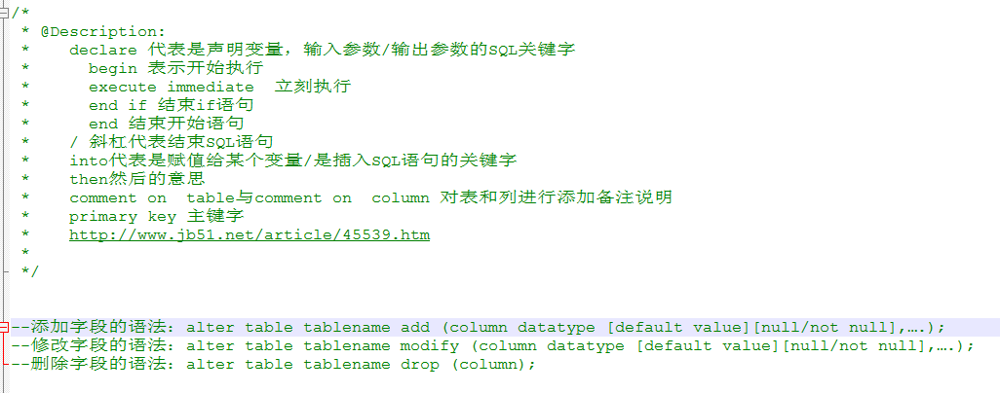 /*
* @Description:
* declare 代表是声明变量，输入参数/输出参数的SQL关键字
* begin 表示开始执行
* execute immediate 立刻执行
* end if 结束if语句
* end 结束开始语句
* / 斜杠代表结束SQL语句
* into代表是赋值给某个变量/是插入SQL语句的关键字
* then然后的意思
* comment on table与comment on column 对表和列进行添加备注说明
* primary key 主键字
* http://www.jb51.net/article/45539.htm
*
*/
--添加字段的语法：alter table tablename add (column datatype [default value][null/not null],….);
--修改字段的语法：alter table tablename modify (column datatype [default value][null/not null],….);
--删除字段的语法：alter table tablename drop (column);